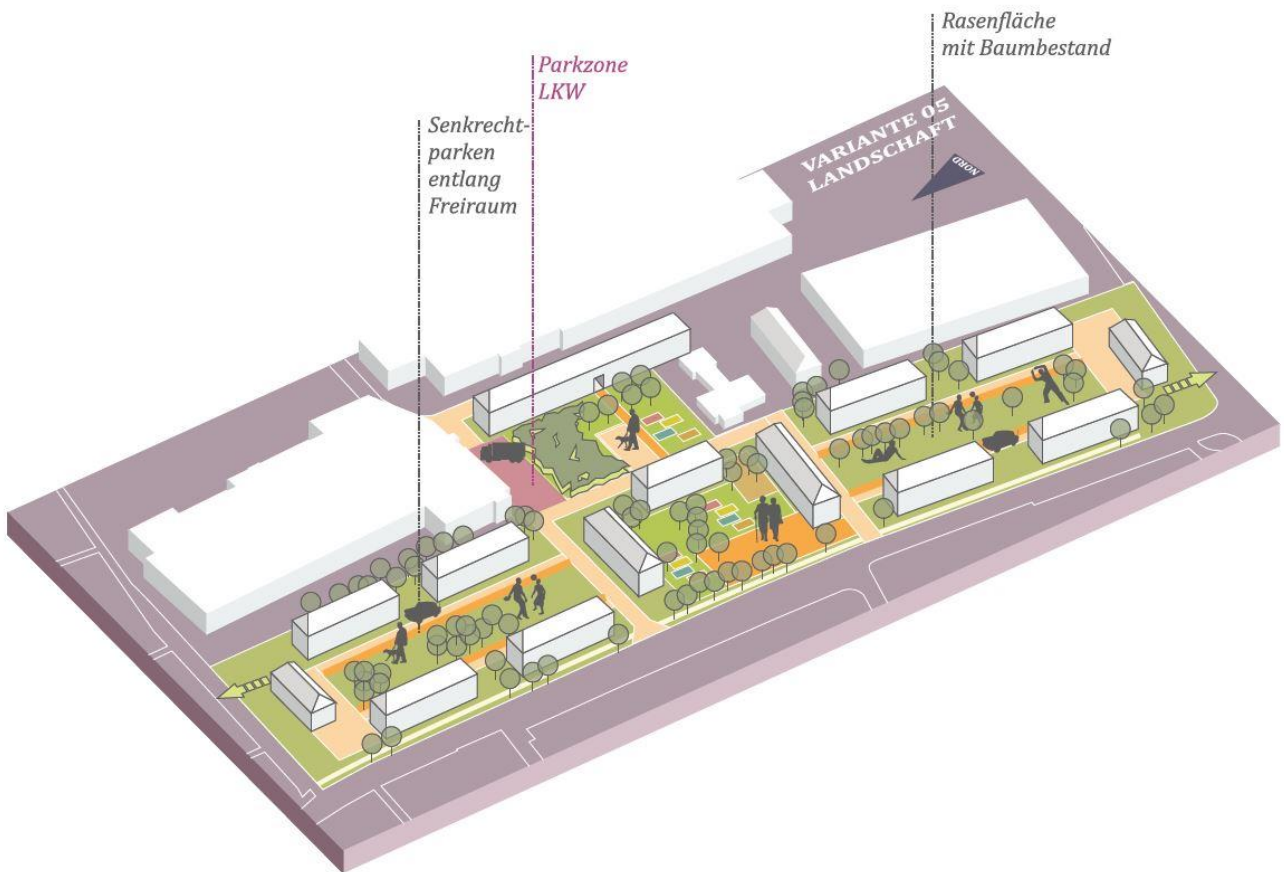 Rasenfläche
mit Baumbestand
Parkzone
LKW
Senkrecht-
parken
entlang
Freiraum
VARIANTE 05
LANDSCHAFT
NORD